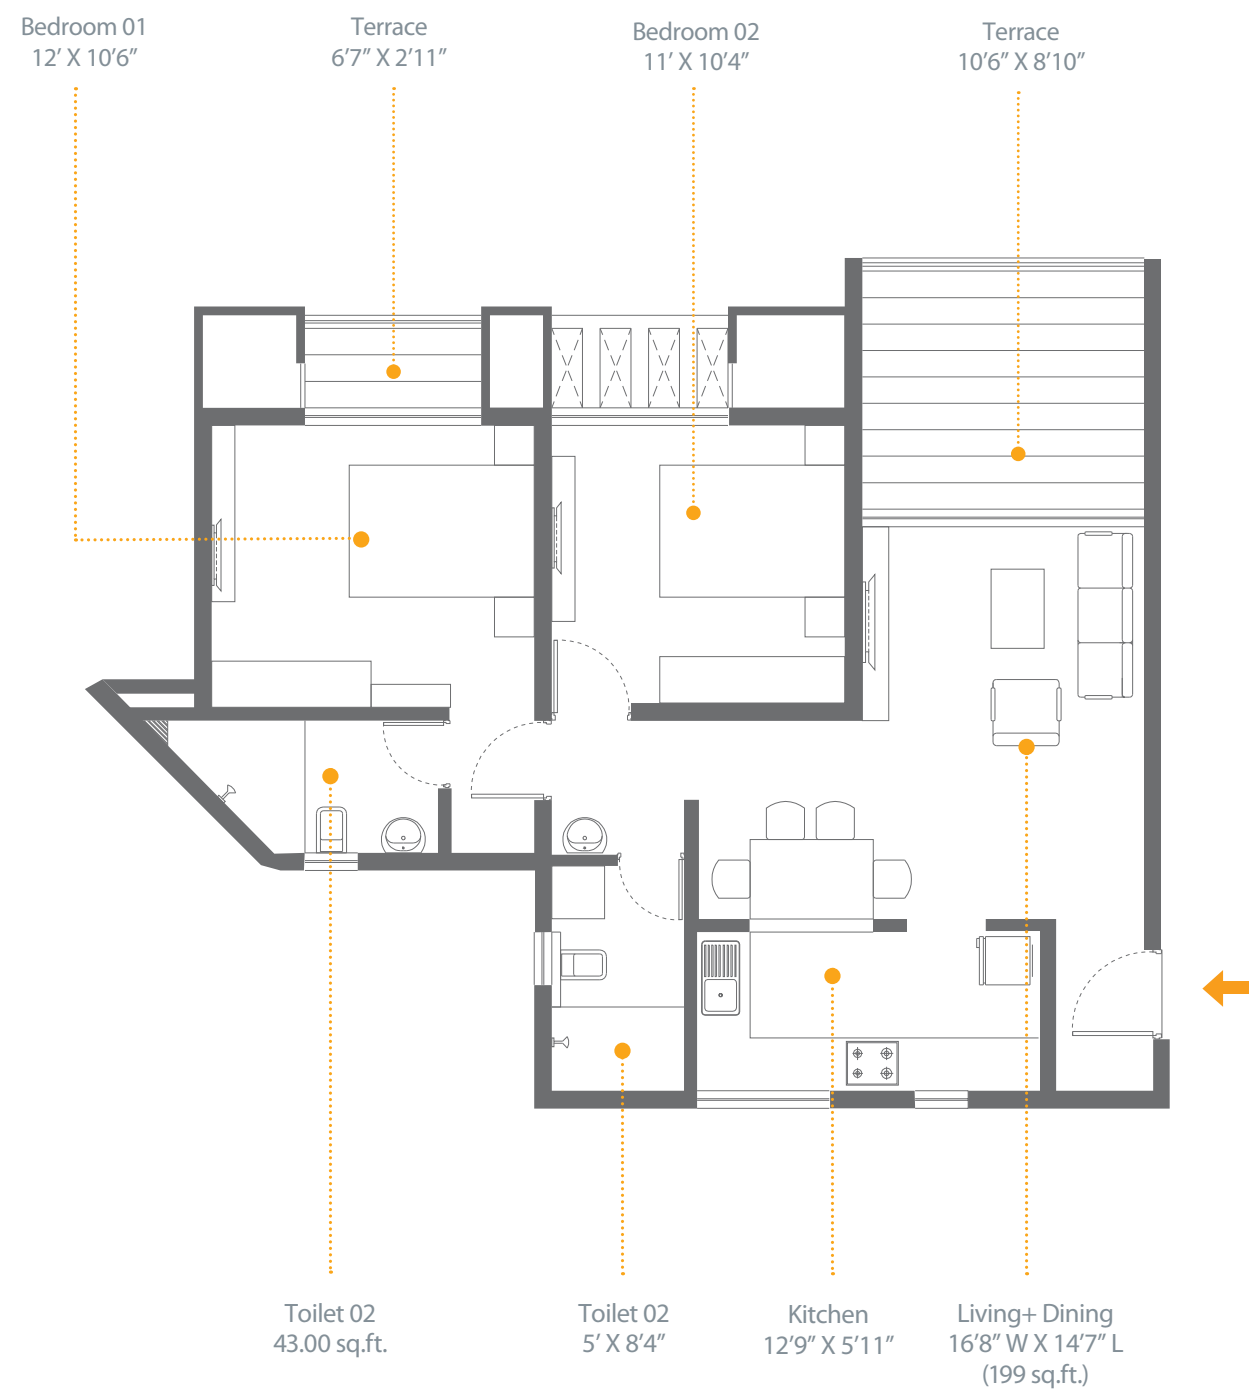 Bedroom 01
12’ X 10’6”
Terrace
6’7” X 2’11”
Bedroom 02
11’ X 10’4”
Terrace
10’6” X 8’10”
Toilet 02
43.00 sq.ft.
Toilet 02
5’ X 8’4”
Kitchen
12’9” X 5’11”
Living+ Dining
16’8” W X 14’7” L
(199 sq.ft.)